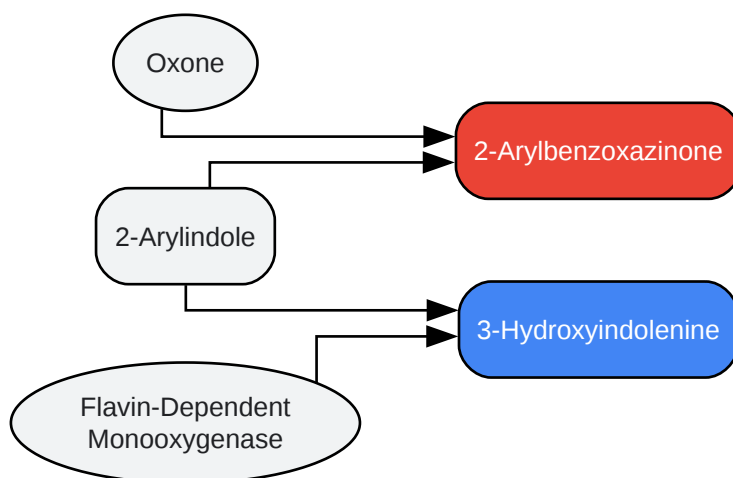 Oxone
2-Arylbenzoxazinone
2-Arylindole
3-Hydroxyindolenine
Flavin-Dependent
Monooxygenase